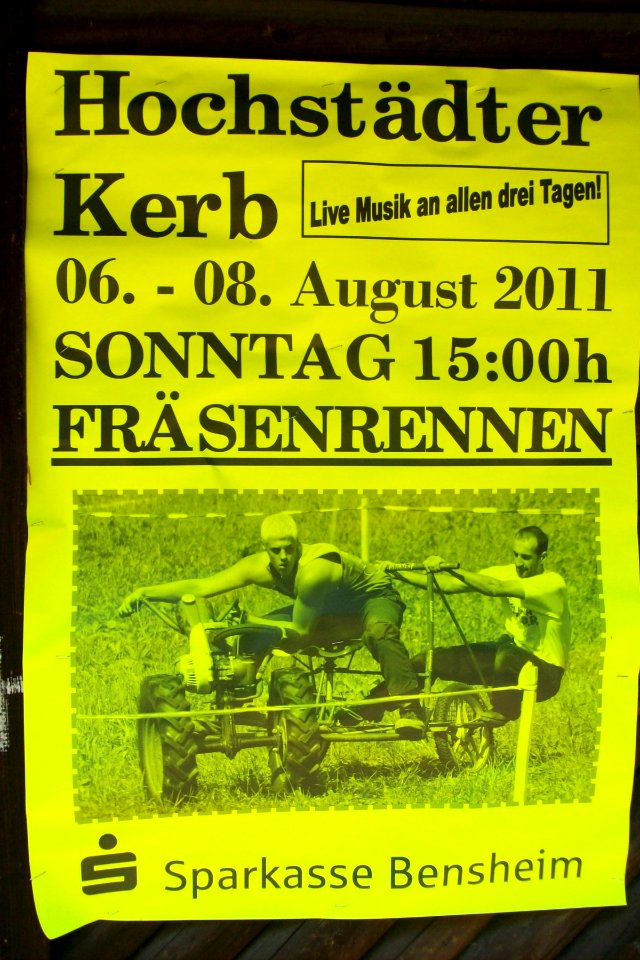 Hochstädter
Kerb
Live Musik an allen drei Tagen!
06. - 08. August 2011
SONNTAG 15:00h
FRÄSENRENNEN
Sparkasse Bensheim